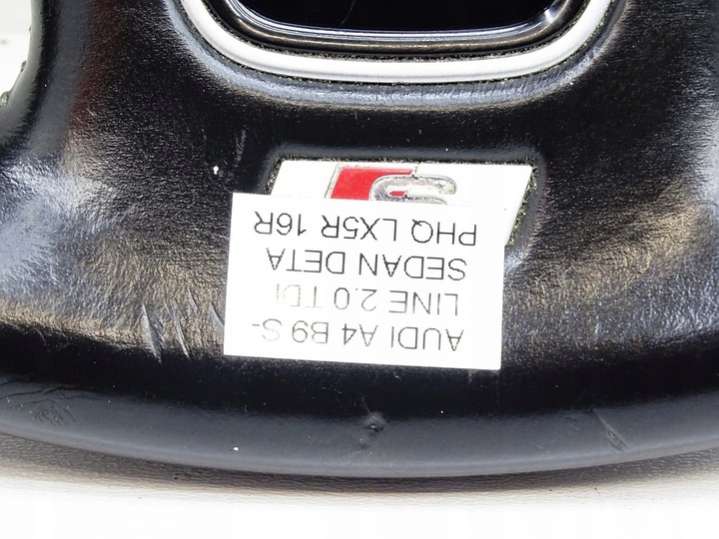 AUDI A4 B9 S-
LINE 2.0 TDI
SEDAN DETA
PHQ LX5R 16R
S